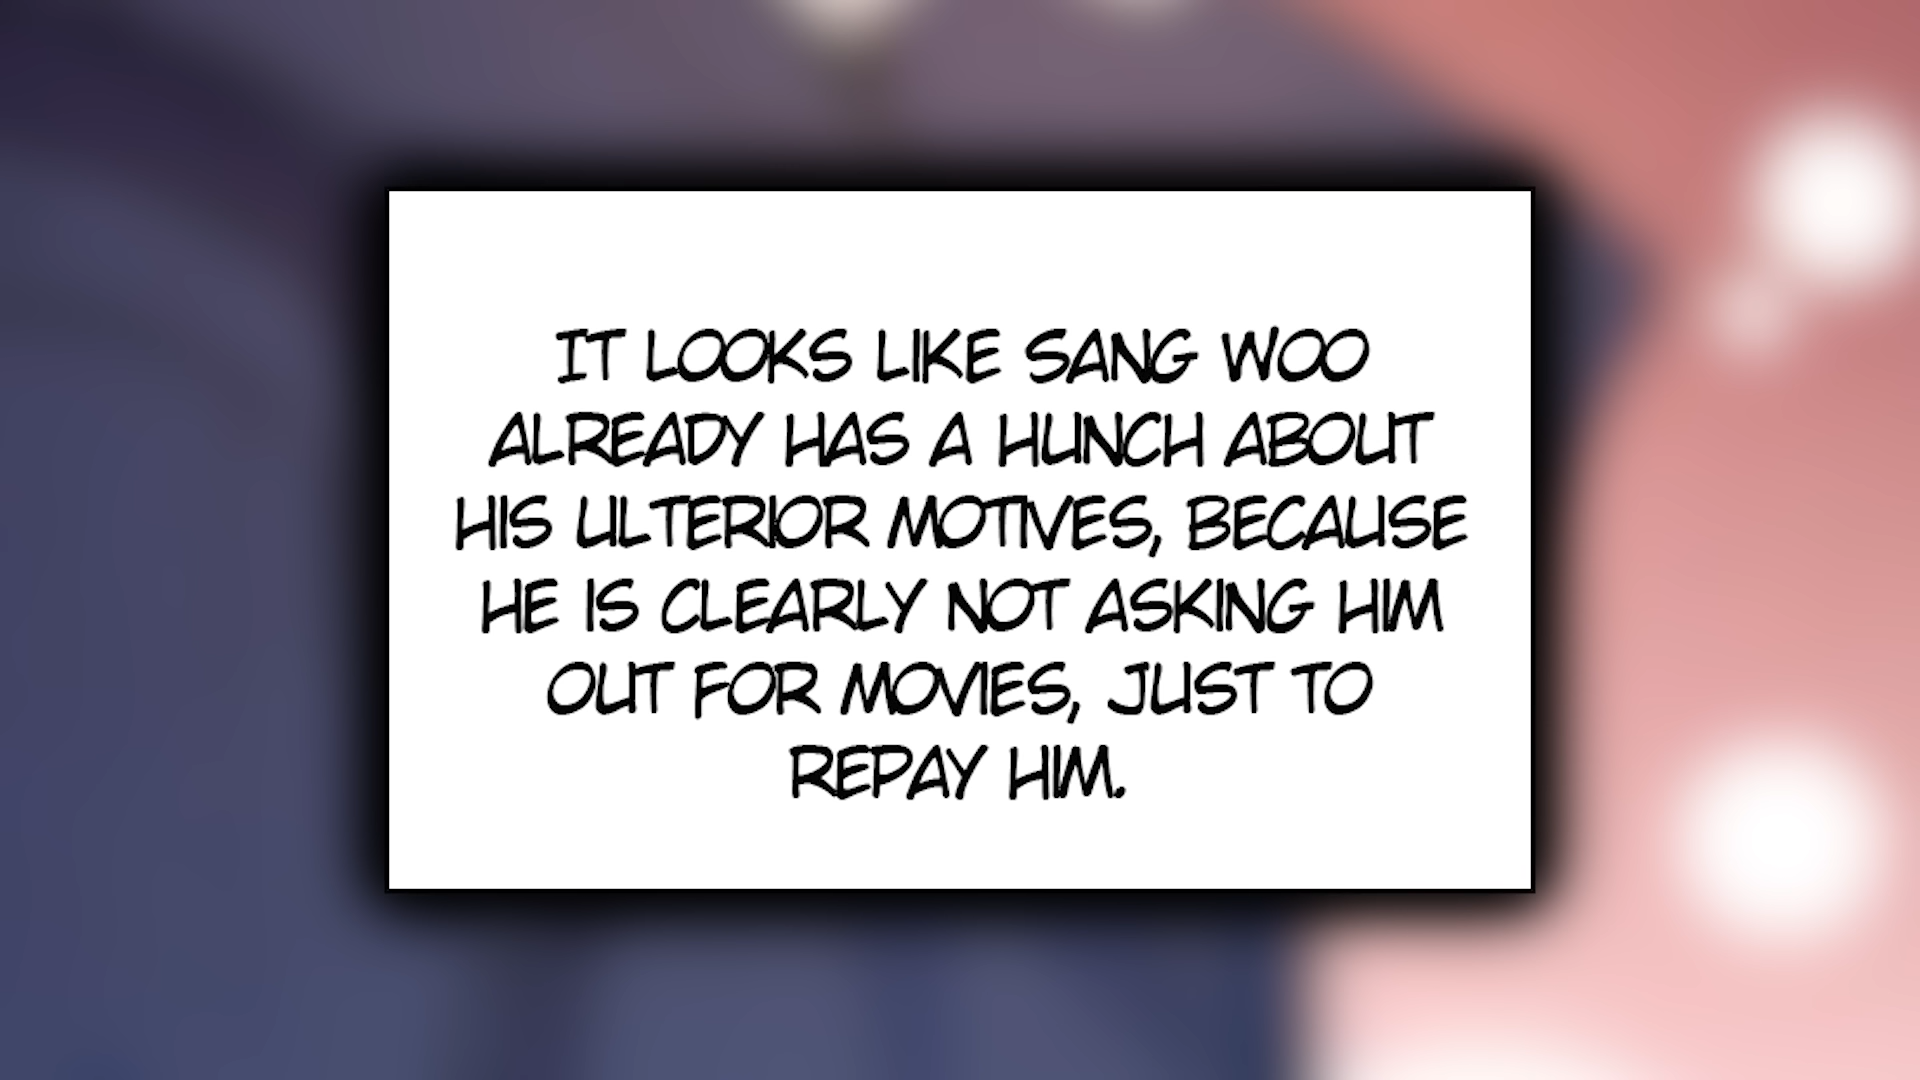 IT LOOKS LIKE SANG WOO
ALREADY HAS A HUNCH ABOUT
HIS ULTERIOR MOTIVES, BECAUSE
HE IS CLEARLY NOT ASKING HIM
OUT FOR MOVIES, JUST TO
REPAY HIM.